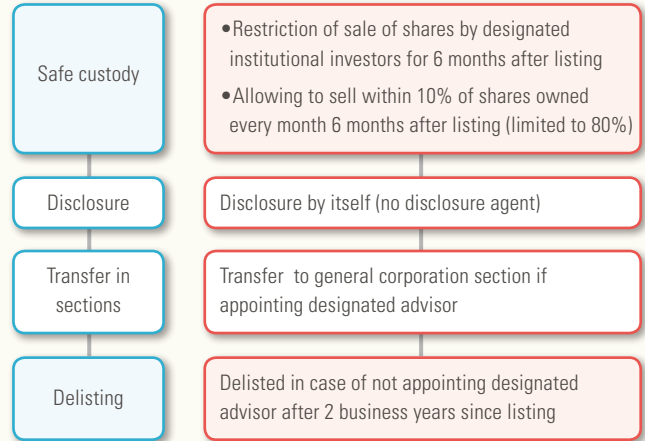 Safe custody
•Restriction of sale of shares by designated
institutional investors for 6 months after listing
•Allowing to sell within 10% of shares owned
every month 6 months after listing (limited to 80%)
Disclosure
Disclosure by itself (no disclosure agent)
Transfer in
sections
Transfer to general corporation section if
appointing designated advisor
Delisting
Delisted in case of not appointing designated
advisor after 2 business years since listing